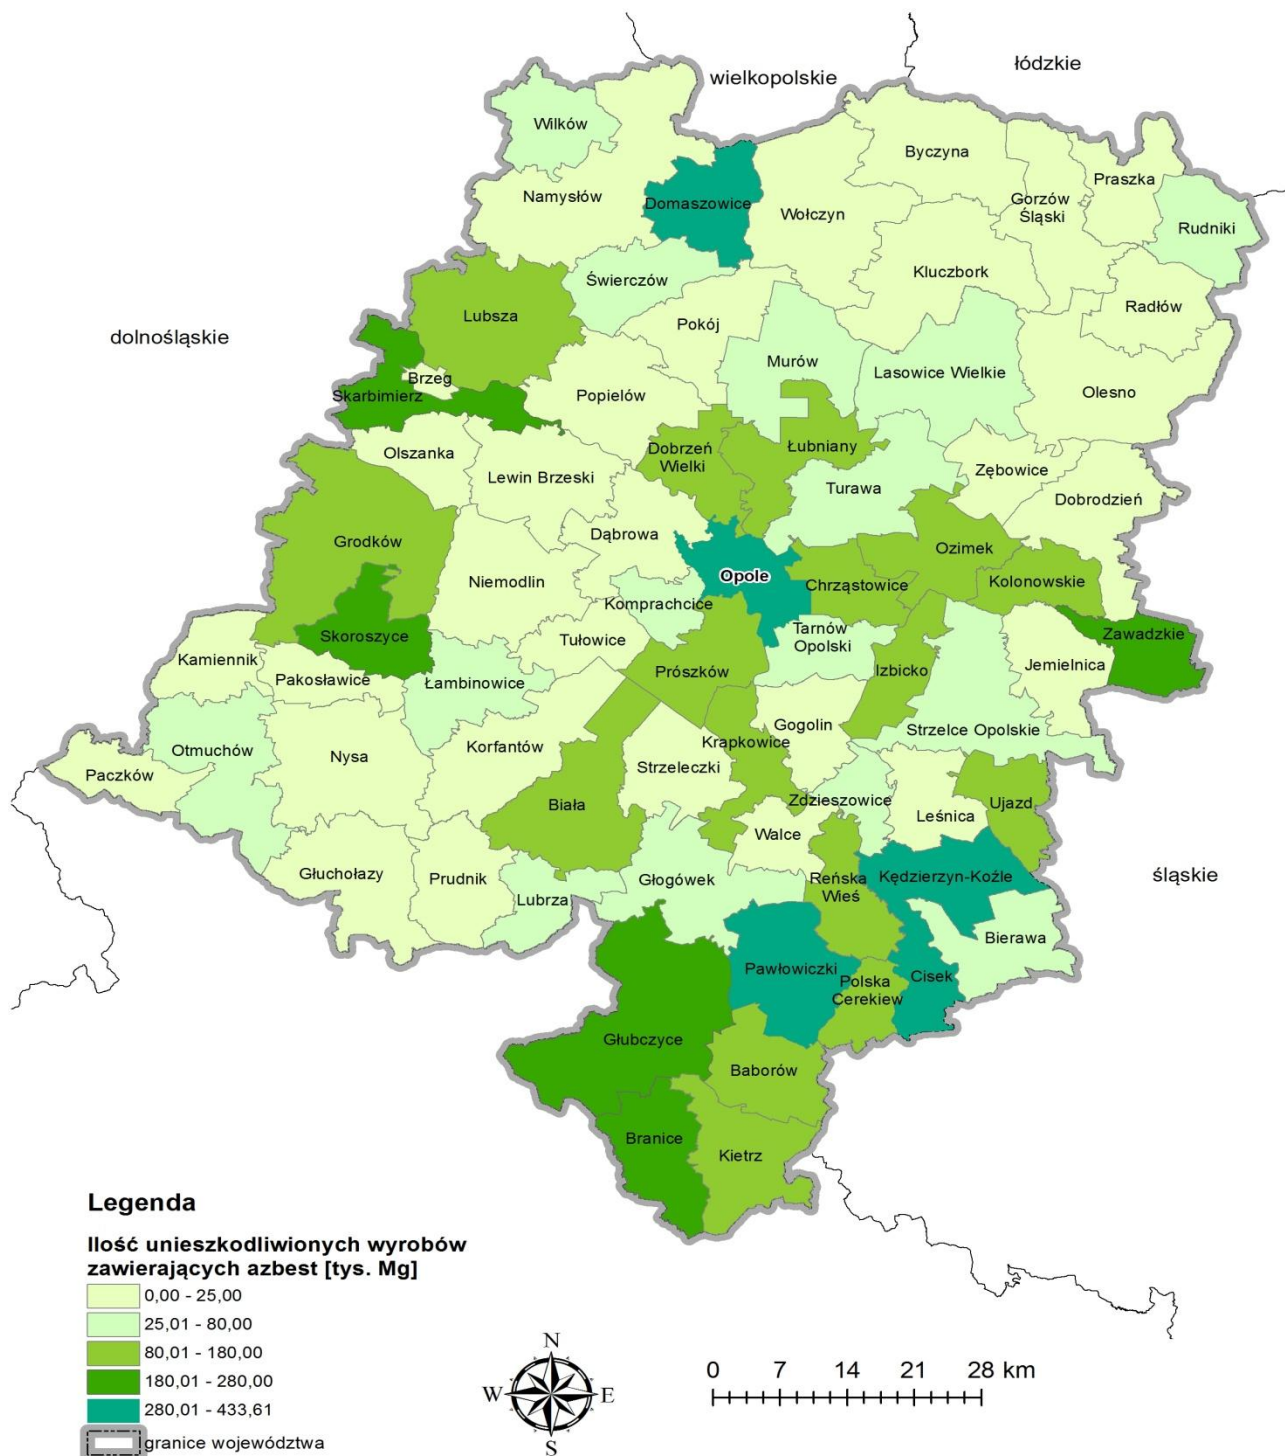 wielkopolskie
łódzkie
Wilków
Byczyna
Praszka
Namysłów
Domaszowice
Wołczyn
Gorzów
Śląski
Rudniki
Świerczów
Kluczbork
Radłów
Lubsza
Pokój
dolnośląskie
Murów
Lasowice Wielkie
Brzeg
Skarbimierz
Popielów
Olesno
Olszanka
Dobrzeń
Wielki
Łubniany
Lewin Brzeski
Zębowice
Turawa
Dobrodzień
Grodków
Dąbrowa
Ozimek
Niemodlin
Opole
Chrząstowice
Kolonowskie
Komprachcice
Skoroszyce
Tułowice
Tarnów
Opolski
Zawadzkie
Kamiennik
Pakosławice
Łambinowice
Prószków
Izbicko
Jemielnica
Otmuchów
Nysa
Korfantów
Gogolin
Strzelce Opolskie
Krapkowice
Paczków
Strzeleczki
Biała
Zdzieszowice
Ujazd
Leśnica
Walce
Głuchołazy
Prudnik
Głogówek
Reńska
Wieś
Kędzierzyn-Koźle
śląskie
Lubrza
Bierawa
Pawłowiczki
Polska
Cerekiew
Cisek
Głubczyce
Baborów
Branice
Kietrz
Legenda
Ilość unieszkodliwionych wyrobów
zawierających azbest [tys. Mg]
0,00 - 25,00
25,01 - 80,00
80,01 - 180,00
180,01 - 280,00
280,01 - 433,61
granice województwa
N
W E
S
0 7 14 21 28 km